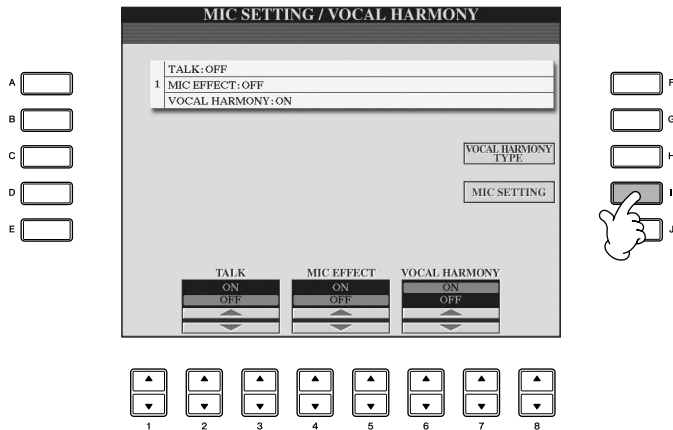 MIC SETTING / VOCAL HARMONY
TALK:OFF
1 MIC EFFECT:OFF
VOCAL HARMONY:ON
A
B
C
D
E
F
G
H
I
J
VOCAL HARMONY
TYPE
MIC SETTING
TALK MIC EFFECT VOCAL HARMONY
ON ON ON
OFF OFF OFF
1 2 3 4 5 6 7 8